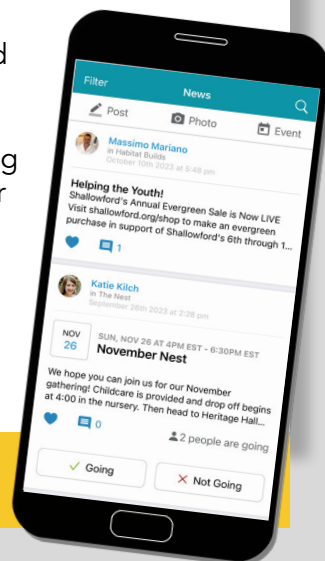 d
g
r
Filter News
Post Photo Event
Massimo Mariano
in Habitat Builds
October 10th 2023 at 5:48 pm
Helping the Youth!
Shallowford's Annual Evergreen Sale is Now LIVE
Visit shallowford.org/shop to make an evergreen
purchase in support of Shallowford's 6th through 1...
1
Katie Kilch
in The Nest
September 26th 2023 at 2:28 pm
NOV
26
SUN, NOV 26 AT 4PM EST - 6:30PM EST
November Nest
We hope you can join us for our November
gathering! Childcare is provided and drop off begins
at 4:00 in the nursery. Then head to Heritage Hall...
0
2 people are going
Going Not Going